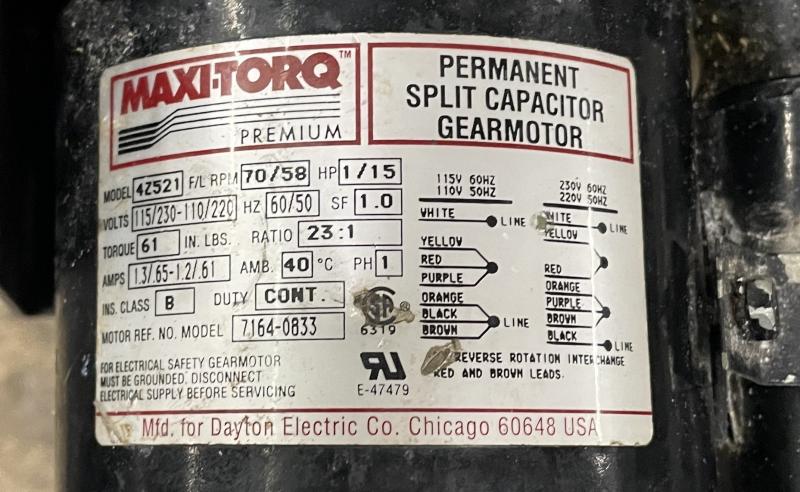 MAXI-TORQ™
PREMIUM
PERMANENT
SPLIT CAPACITOR
GEARMOTOR
MODEL 4Z521 F/L RPM 70/58 HP 1/15
VOLTS 115/230-110/220 HZ 60/50 SF 1.0
TORQUE 61 IN. LBS. RATIO 23:1
AMPS 1.3/.65-1.2/.61 AMB. 40 °C PH 1
INS. CLASS B DUTY CONT.
MOTOR REF. NO. MODEL 7164-0833
SA ®
6319
FOR ELECTRICAL SAFETY GEARMOTOR
MUST BE GROUNDED. DISCONNECT
ELECTRICAL SUPPLY BEFORE SERVICING
E-47479
115V 60HZ
110V 50HZ
WHITE LINE
YELLOW
RED
PURPLE
ORANGE
BLACK LINE
BROWN
230V 60HZ
220V 50HZ
WHITE LINE
YELLOW
RED
ORANGE
PURPLE
BROWN
BLACK LINE
REVERSE ROTATION INTERCHANGE
RED AND BROWN LEADS.
Mfd. for Dayton Electric Co. Chicago 60648 USA